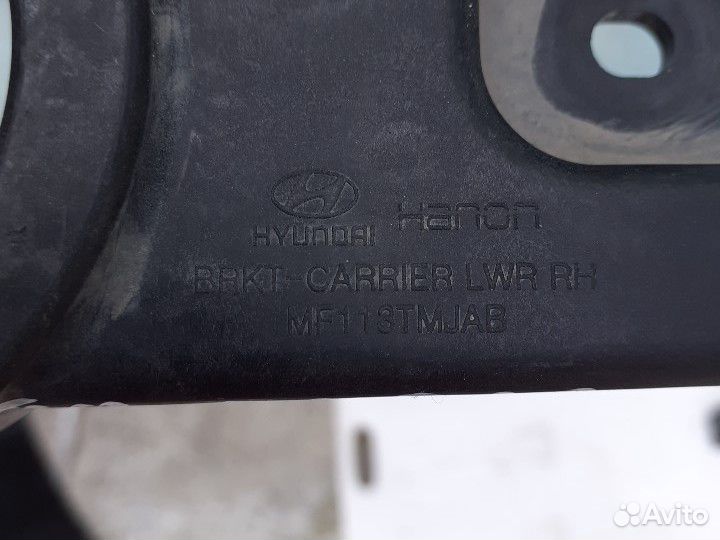 HYUNDAI Hanon
BRKT-CARRIER LWR RH
MF113TMJAB
Avito